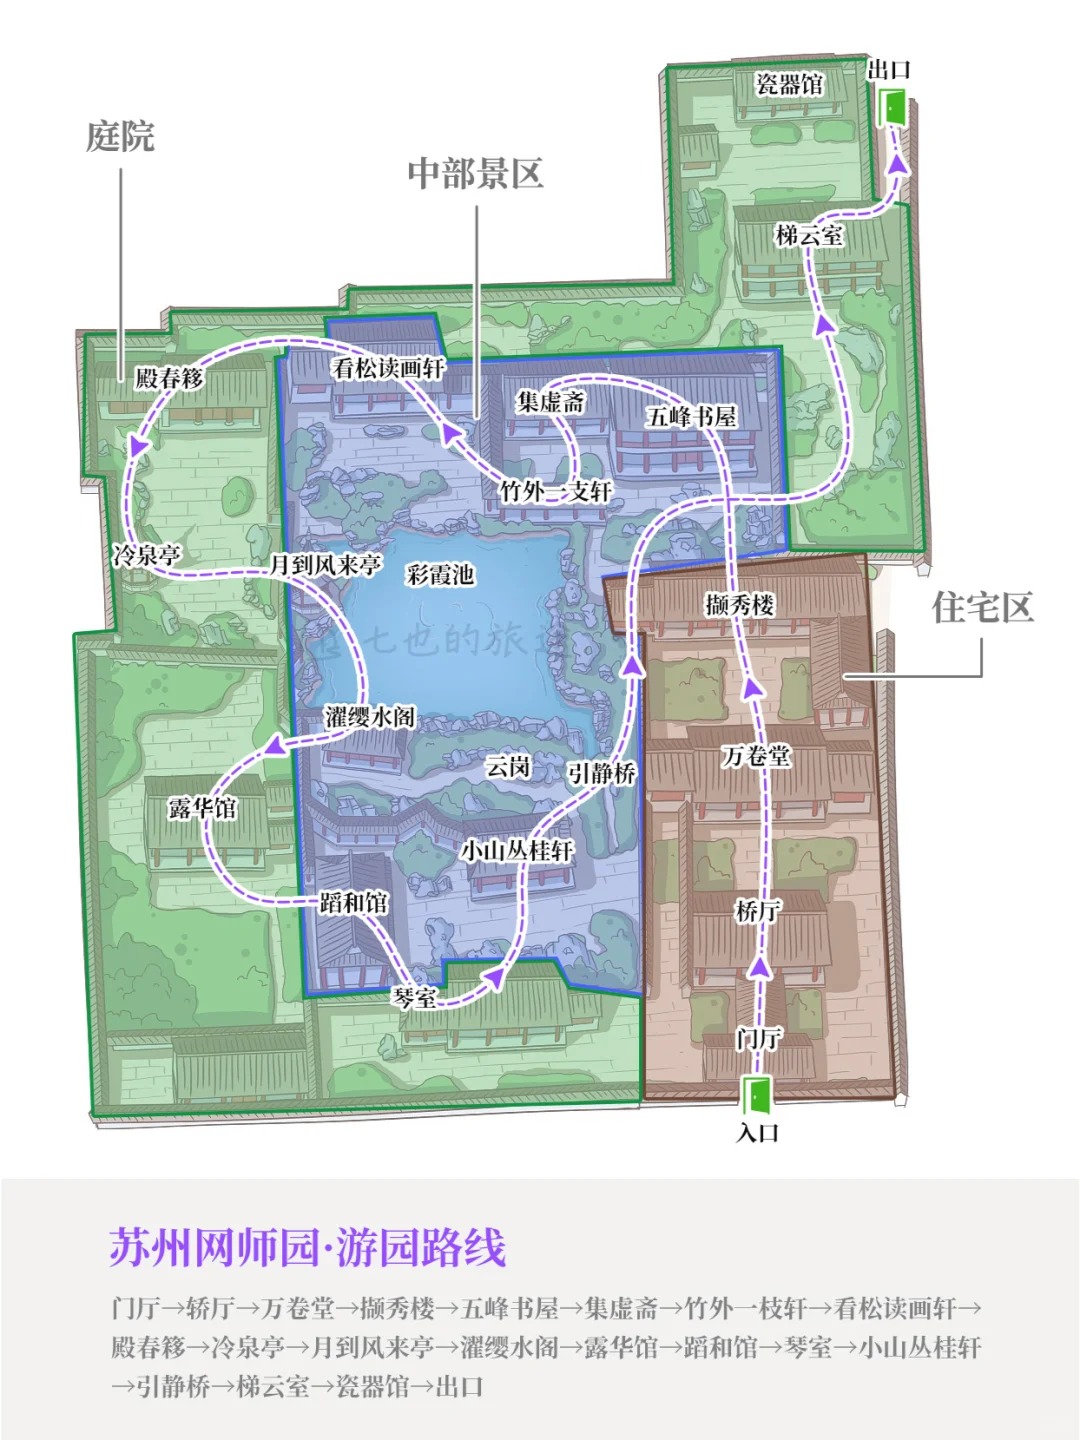 瓷器馆
出口
庭院
中部景区
梯云室
看松读画轩
殿春簃
集虚斋
五峰书屋
竹外一支轩
冷泉亭
月到风来亭
彩霞池
撷秀楼
住宅区
七也的旅
濯缨水阁
万卷堂
云岗
引静桥
露华馆
小山丛桂轩
蹈和馆
桥厅
琴室
门厅
入口
苏州网师园·游园路线
门厅→轿厅→万卷堂→撷秀楼→五峰书屋→集虚斋→竹外一枝轩→看松读画轩→
殿春簃→冷泉亭→月到风来亭→濯缨水阁→露华馆→蹈和馆→琴室→小山丛桂轩
→引静桥→梯云室→瓷器馆→出口